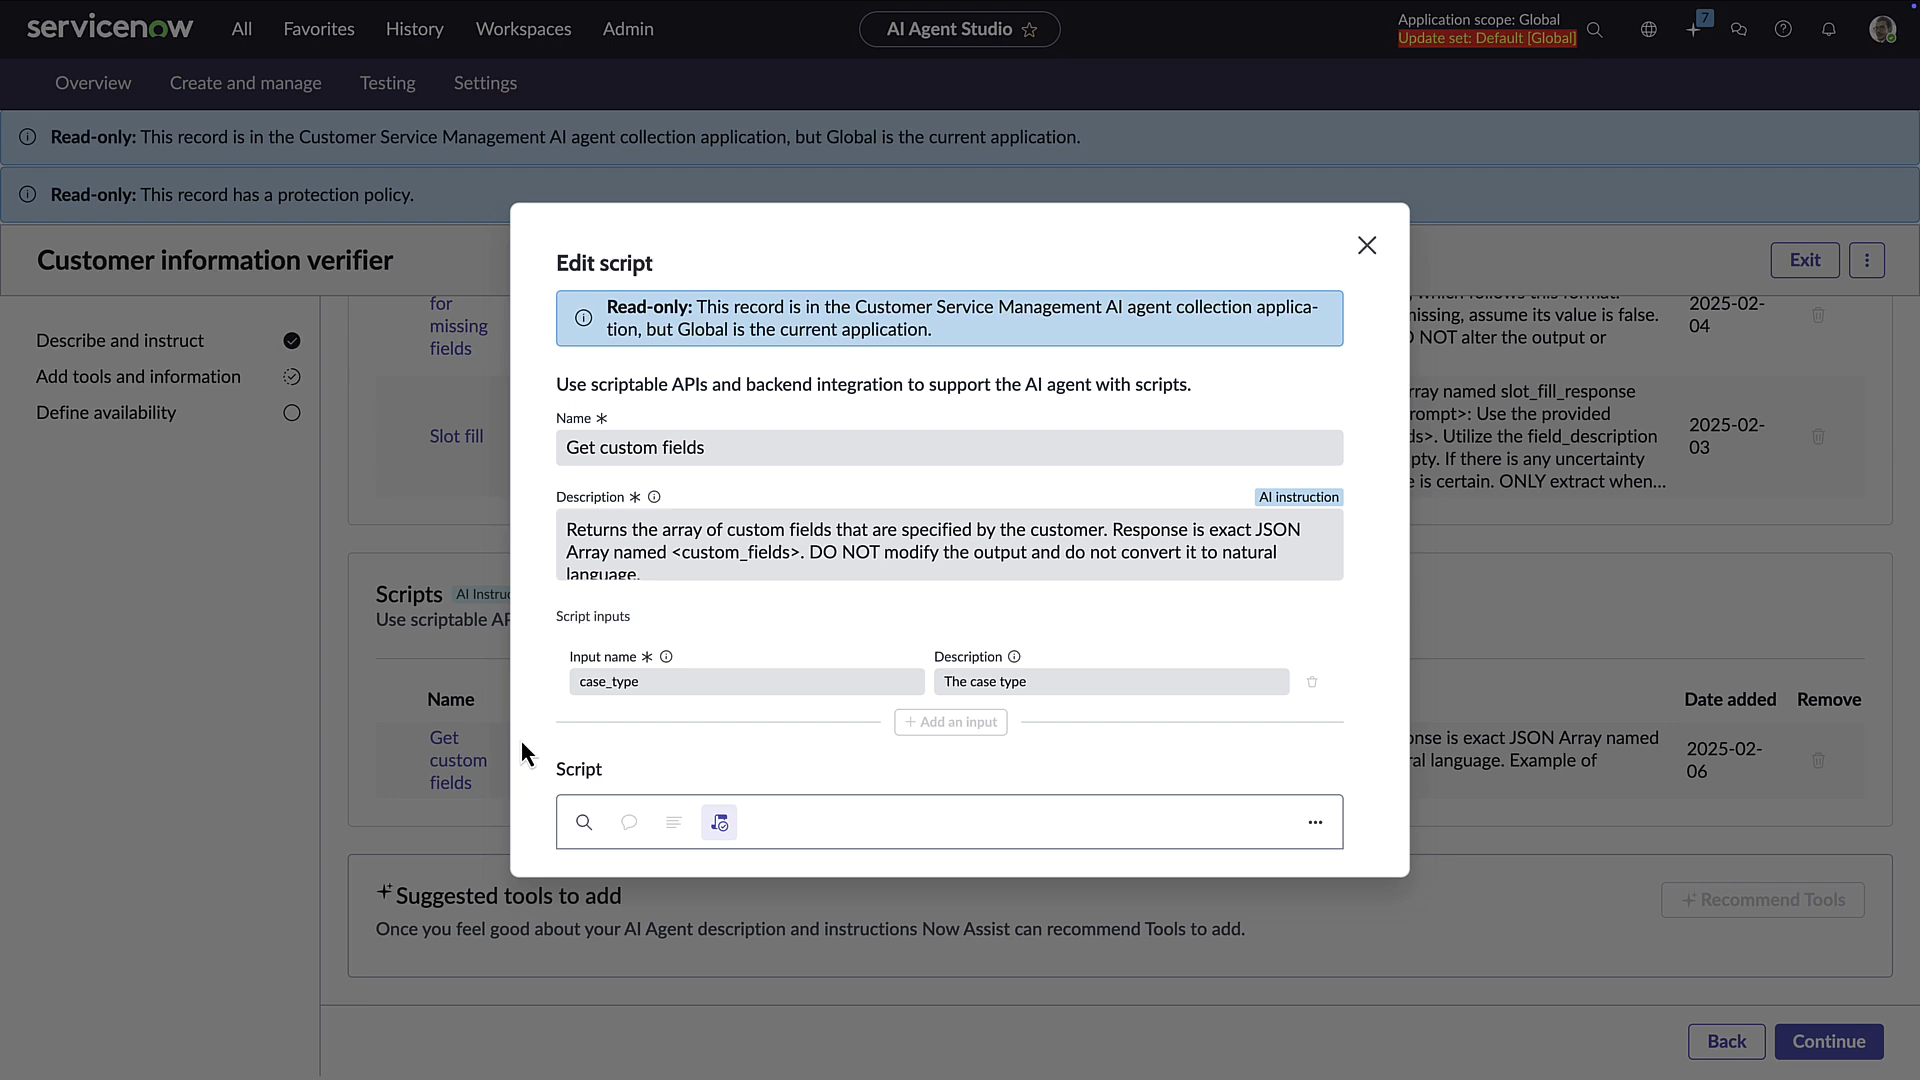 servicenow
All
Favorites
History
Workspaces
Admin
AI Agent Studio
Application scope: Global
Update set: Default [Global]
7
Overview
Create and manage
Testing
Settings
Read-only: This record is in the Customer Service Management AI agent collection application, but Global is the current application.
Read-only: This record has a protection policy.
Customer information verifier
Exit
Describe and instruct
Add tools and information
Define availability
for
missing
fields
which follows this format.
missing, assume its value is false.
NOT alter the output or
2025-02-
04
Slot fill
array named slot_fill_response
Use the provided
Utilize the field_description
If there is any uncertainty
is certain. ONLY extract when...
2025-02-
03
Scripts
AI Instruc
Use scriptable AP
Name
Date added
Remove
Get
custom
fields
is exact JSON Array named
language. Example of
2025-02-
06
Suggested tools to add
Once you feel good about your AI Agent description and instructions Now Assist can recommend Tools to add.
Recommend Tools
Back
Continue
Edit script
Read-only: This record is in the Customer Service Management AI agent collection applica-
tion, but Global is the current application.
Use scriptable APIs and backend integration to support the AI agent with scripts.
Name *
Get custom fields
Description *
AI instruction
Returns the array of custom fields that are specified by the customer. Response is exact JSON
Array named <custom_fields>. DO NOT modify the output and do not convert it to natural
language.
Script inputs
Input name *
Description
case_type
The case type
+ Add an input
Script